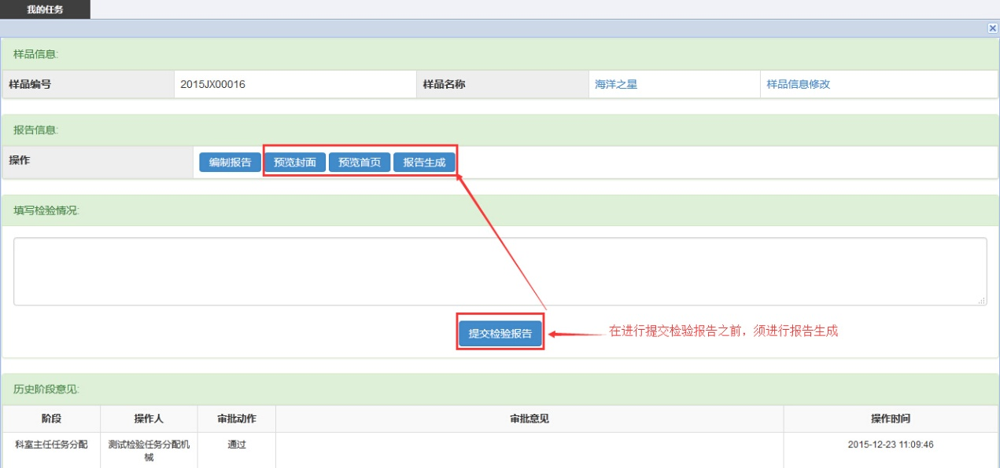 我的任务
样品信息:
样品编号 2015JX00016 样品名称 海洋之星 样品信息修改
报告信息:
操作 编制报告 预览封面 预览首页 报告生成
填写检验情况:
提交检验报告 在进行提交检验报告之前，须进行报告生成
历史阶段意见:
阶段 操作人 审批动作 审批意见 操作时间
科室主任任务分配 测试检验任务分配机 通过 2015-12-23 11:09:46
械